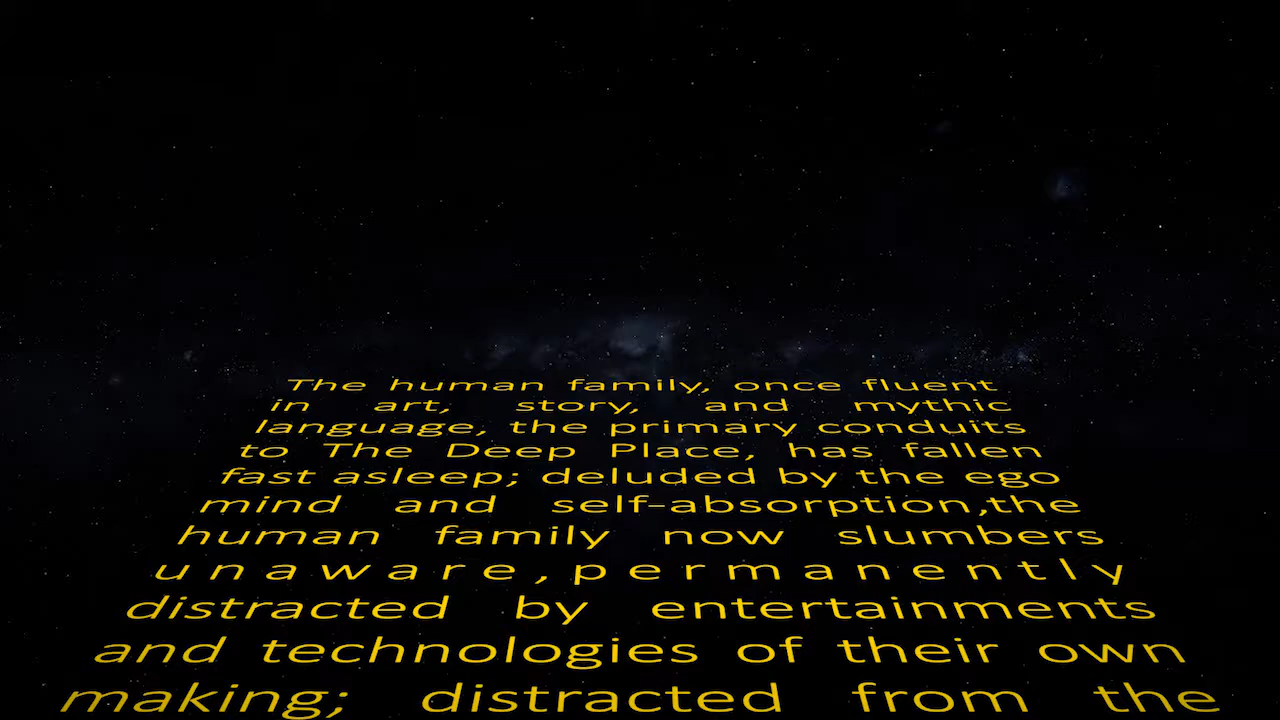 The human family, once fluent
in art, story, and mythic
language, the primary conduits
to The Deep Place, has fallen
fast asleep; deluded by the ego
mind and self-absorption,the
human family now slumbers
unaware,permanently
distracted by entertainments
and technologies of their own
making; distracted from the